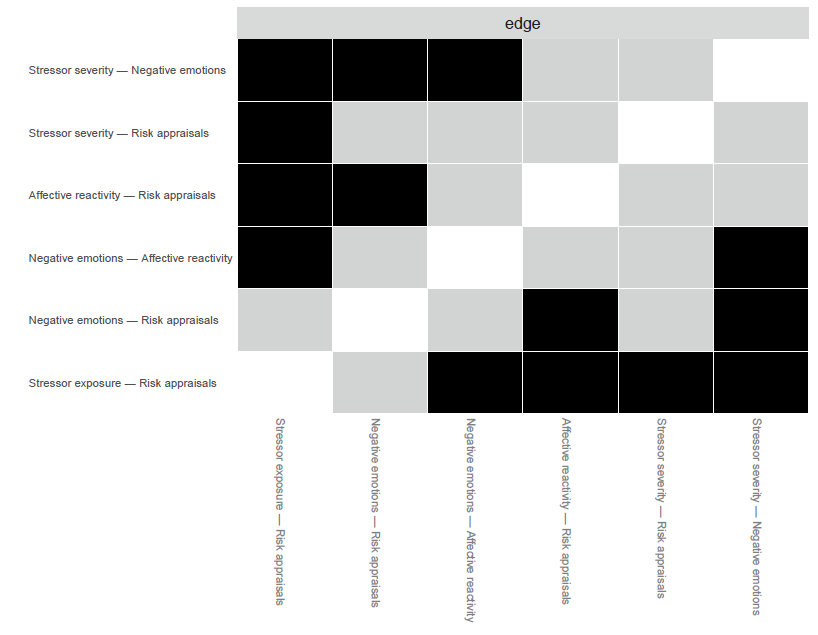 edge
Stressor severity — Negative emotions
Stressor severity — Risk appraisals
Affective reactivity — Risk appraisals
Negative emotions — Affective reactivity
Negative emotions — Risk appraisals
Stressor exposure — Risk appraisals
Stressor exposure — Risk appraisals
Negative emotions — Risk appraisals
Negative emotions — Affective reactivity
Affective reactivity — Risk appraisals
Stressor severity — Risk appraisals
Stressor severity — Negative emotions